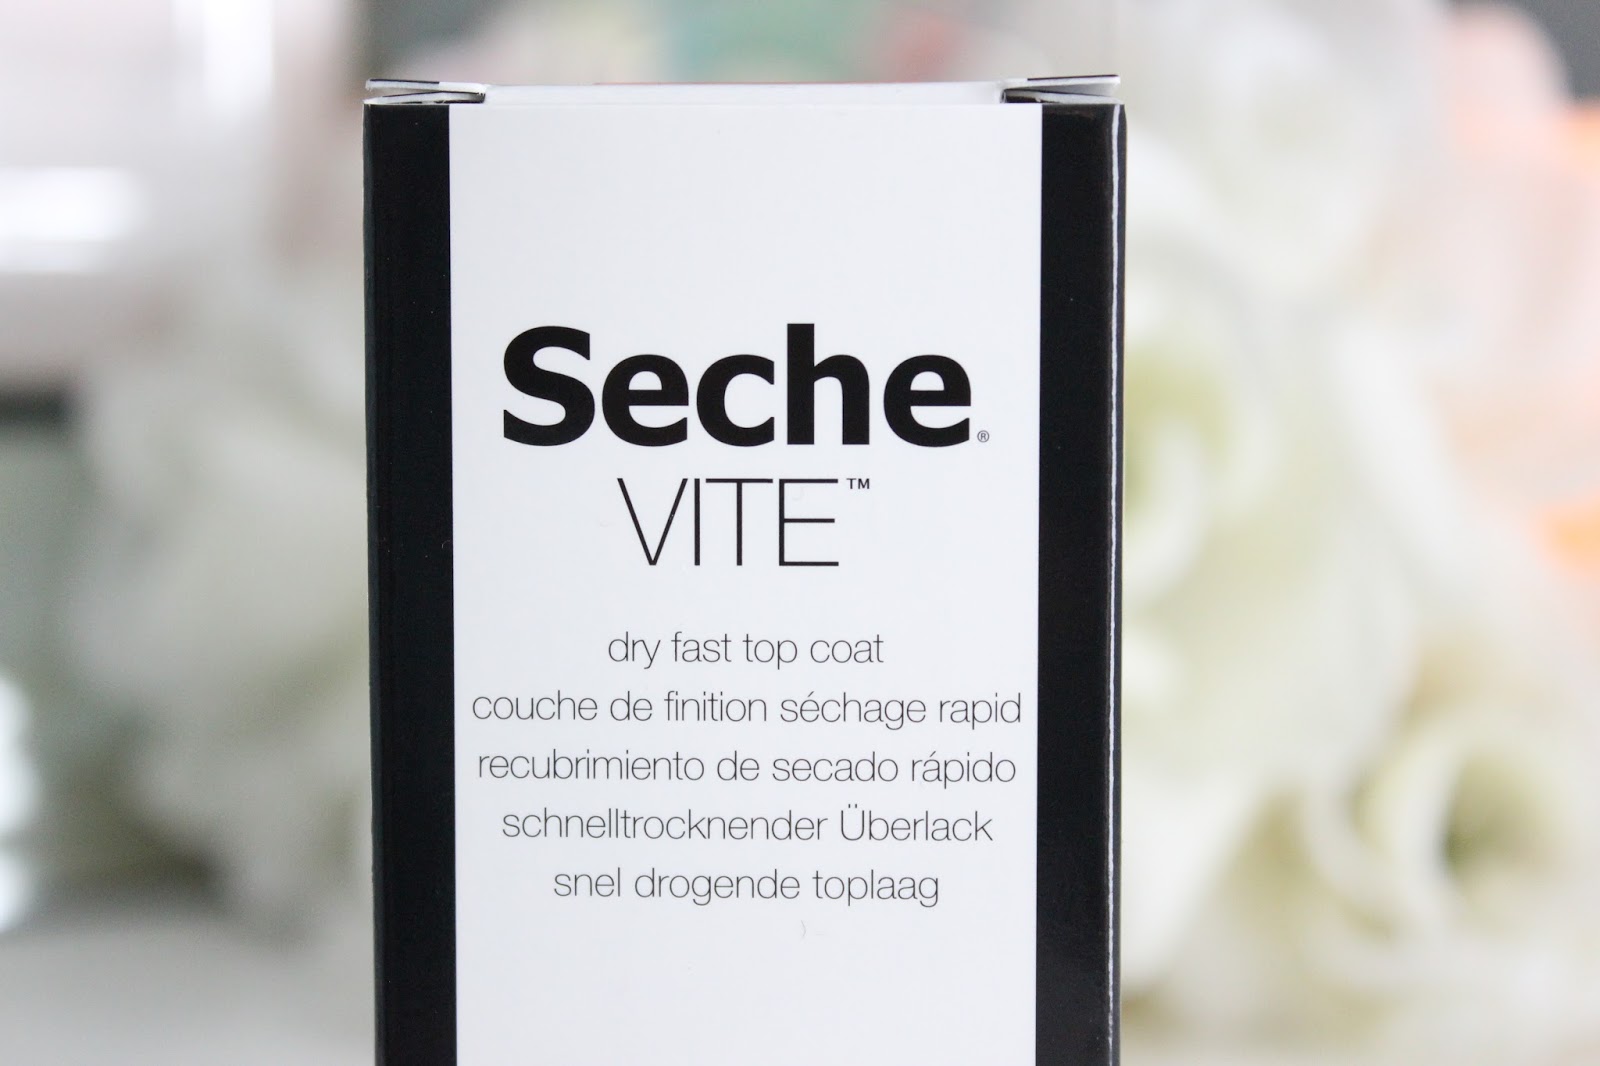 Seche®
VITE™
dry fast top coat
couche de finition séchage rapid
recubrimiento de secado rápido
schnelltrocknender Überlack
snel drogende toplaag